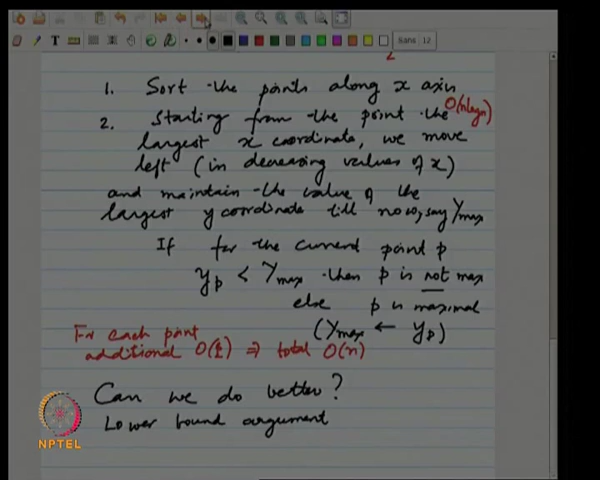 Sans 12
2
1. Sort the points along x axis
O(nlogn)
2. Starting from the point the
largest x coordinate, we move
left (in decreasing values of x)
and maintain the value of the
largest y coordinate till now, say Ymax
If for the current point p
yp < Ymax then p is not max
else p is maximal
(Ymax ← yp)
For each point
additional O(1) ⇒ total O(n)
Can we do better?
Lower bound argument
NPTEL